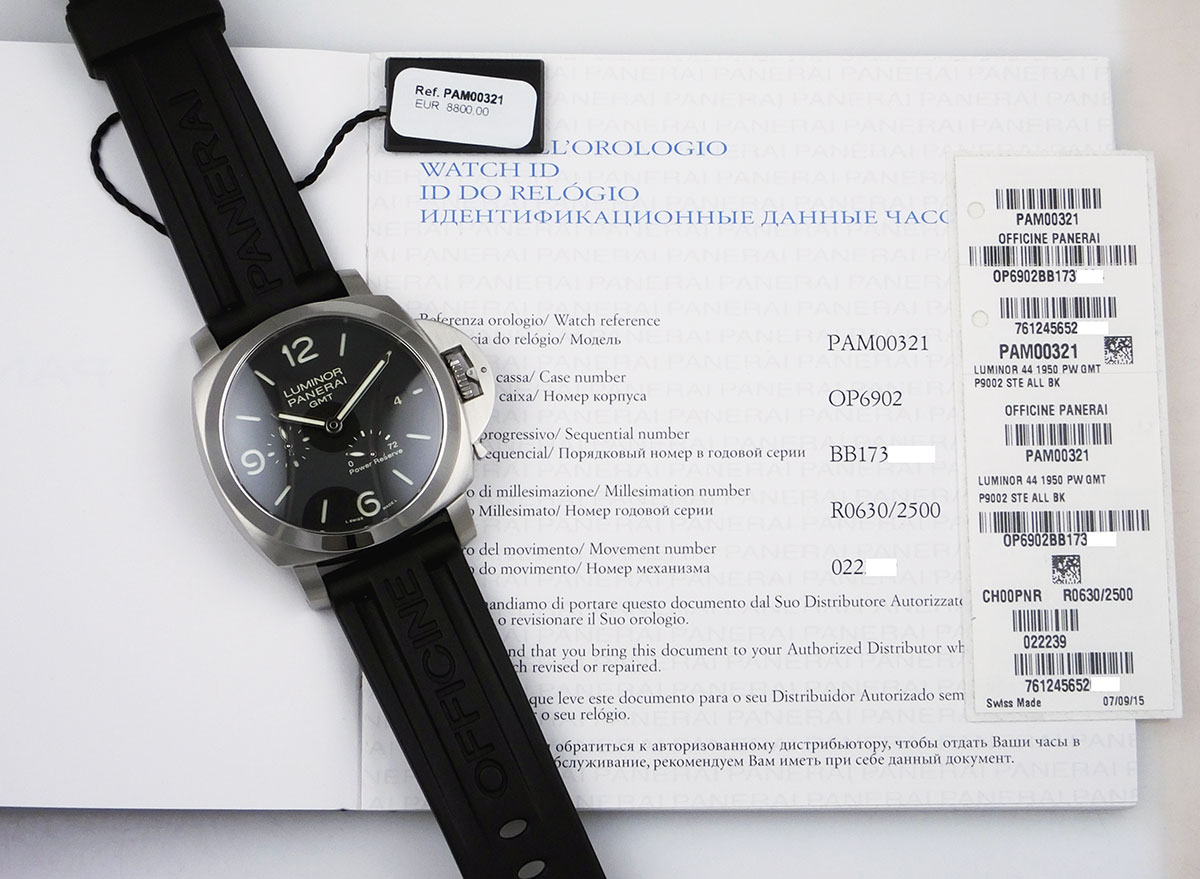 PANERAI
Ref. PAM00321
EUR 8800,00
L'OROLOGIO
WATCH ID
ID DO RELÓGIO
ИДЕНТИФИКАЦИОННЫЕ ДАННЫЕ ЧАСС
Referenza orologio/ Watch reference
cia do relógio/ Модель
PAM00321
cassa/ Case number
caixa/ Номер корпуса
OP6902
progressivo/ Sequential number
equencial/ Порядковый номер в годовой серии
BB173
o di millesimazione/ Millesimation number
o Millesimato/ Номер годовой серии
R0630/2500
ro del movimento/ Movement number
o do movimento/ Номер механизма
022
andiamo di portare questo documento dal Suo Distributore Autorizzato
o revisionare il Suo orologio.
nd that you bring this document to your Authorized Distributor wh
ch revised or repaired.
que leve este documento para o seu Distribuidor Autorizado sem
r o seu relógio.
обратиться к авторизованному дистрибьютору, чтобы отдать Ваши часы в
бслуживание, рекомендуем Вам иметь при себе данный документ.
12
LUMINOR
PANERAI
GMT
4
9
0
72
Power Reserve
6
L SWISS MADE L
OFFICINE
PAM00321
OFFICINE PANERAI
OP6902BB173
761245652
PAM00321
LUMINOR 44 1950 PW GMT
P9002 STE ALL BK
OFFICINE PANERAI
PAM00321
LUMINOR 44 1950 PW GMT
P9002 STE ALL BK
OP6902BB173
CH00PNR R0630/2500
022239
761245652
Swiss Made 07/09/15